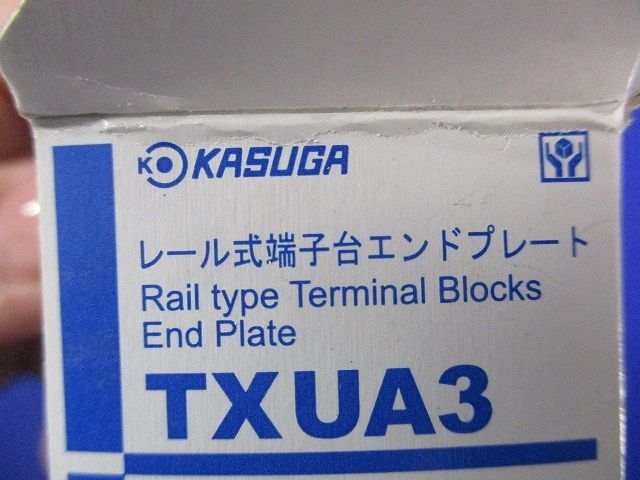 KASUGA
レール式端子台エンドプレート
Rail type Terminal Blocks
End Plate
TXUA3